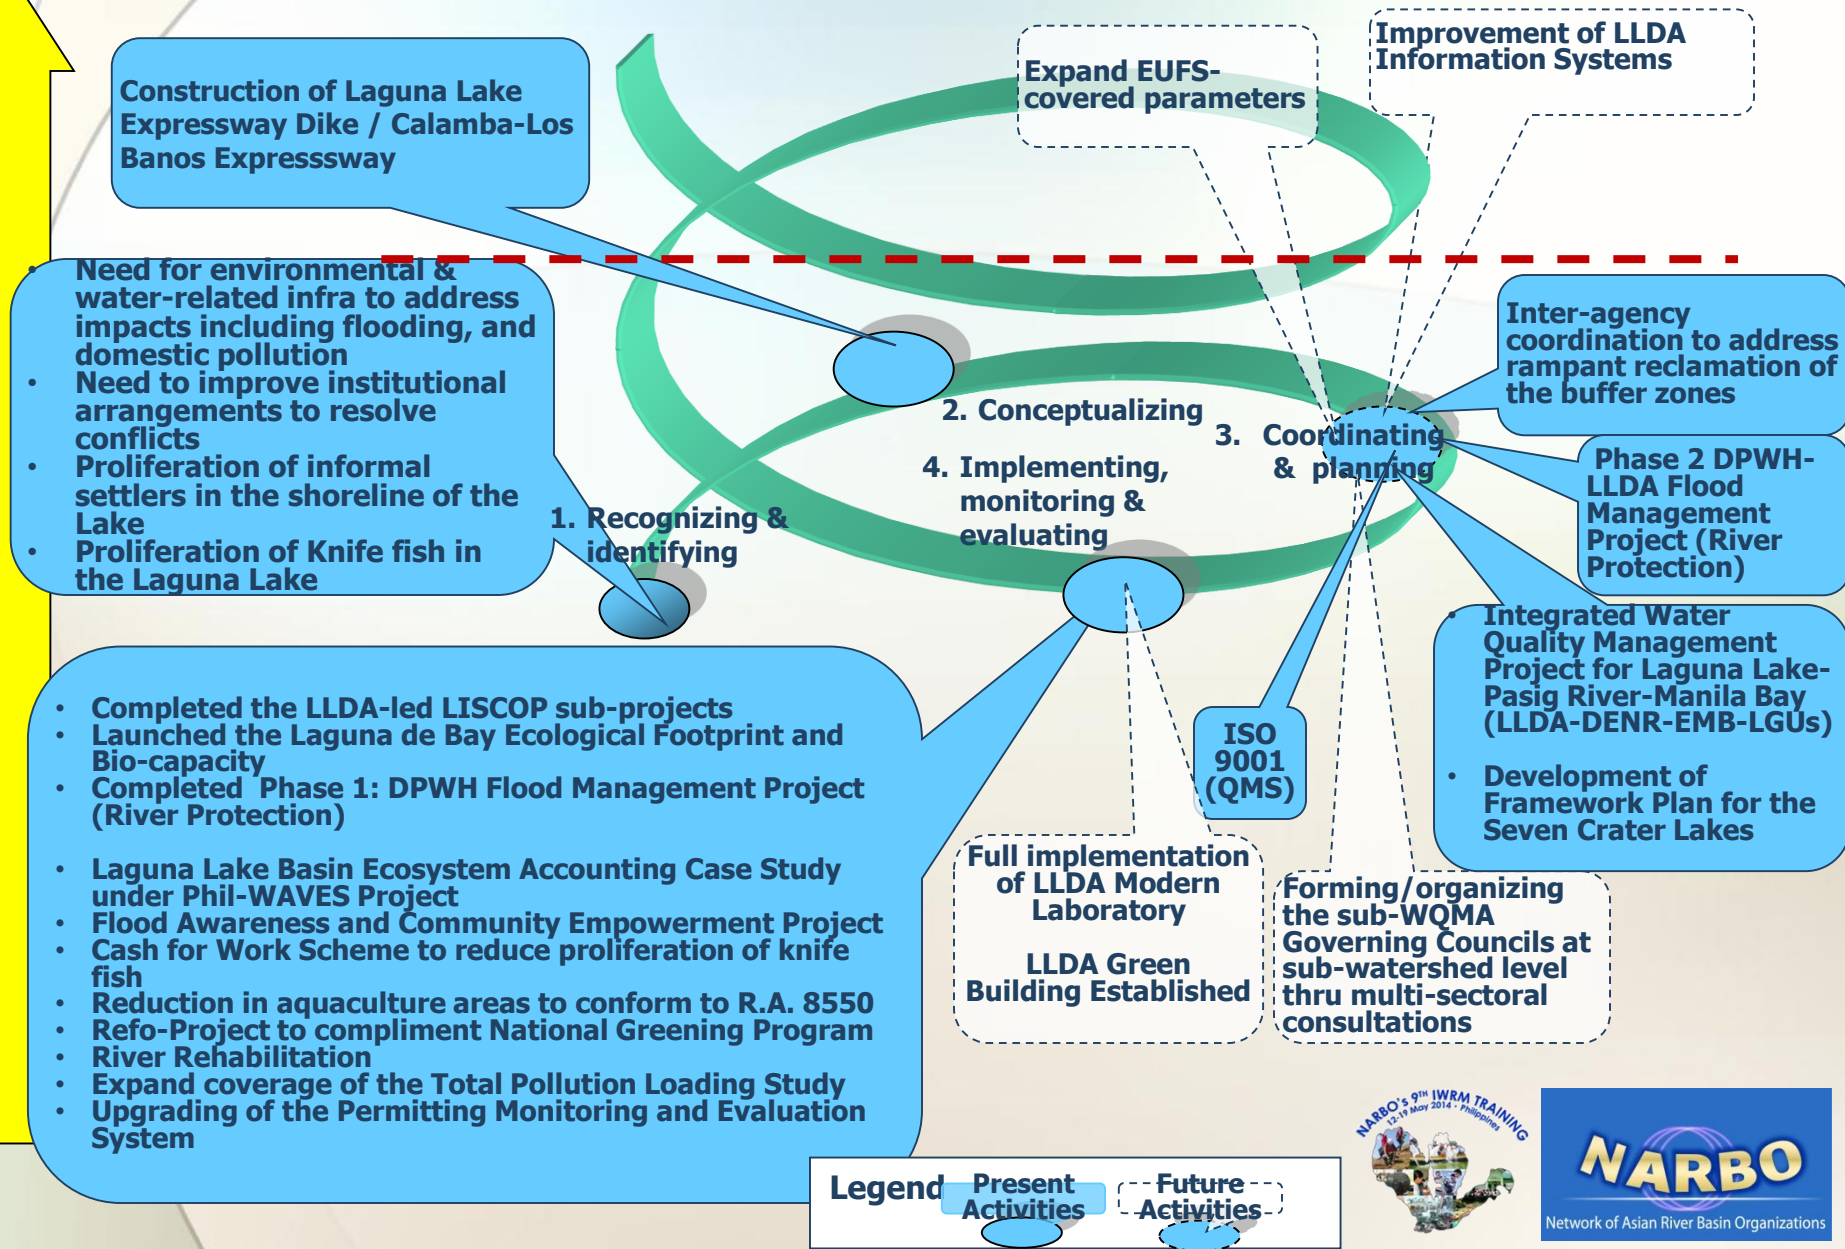 Construction of Laguna Lake
Expressway Dike / Calamba-Los
Banos Expresssway
Expand EUFS-
covered parameters
Improvement of LLDA
Information Systems
• Need for environmental &
water-related infra to address
impacts including flooding, and
domestic pollution
• Need to improve institutional
arrangements to resolve
conflicts
• Proliferation of informal
settlers in the shoreline of the
Lake
• Proliferation of Knife fish in
the Laguna Lake
1. Recognizing &
identifying
2. Conceptualizing
3. Coordinating
& planning
4. Implementing,
monitoring &
evaluating
Inter-agency
coordination to address
rampant reclamation of
the buffer zones
Phase 2 DPWH-
LLDA Flood
Management
Project (River
Protection)
• Integrated Water
Quality Management
Project for Laguna Lake-
Pasig River-Manila Bay
(LLDA-DENR-EMB-LGUs)
• Development of
Framework Plan for the
Seven Crater Lakes
ISO
9001
(QMS)
• Completed the LLDA-led LISCOP sub-projects
• Launched the Laguna de Bay Ecological Footprint and
Bio-capacity
• Completed Phase 1: DPWH Flood Management Project
(River Protection)
• Laguna Lake Basin Ecosystem Accounting Case Study
under Phil-WAVES Project
• Flood Awareness and Community Empowerment Project
• Cash for Work Scheme to reduce proliferation of knife
fish
• Reduction in aquaculture areas to conform to R.A. 8550
• Refo-Project to compliment National Greening Program
• River Rehabilitation
• Expand coverage of the Total Pollution Loading Study
• Upgrading of the Permitting Monitoring and Evaluation
System
Full implementation
of LLDA Modern
Laboratory
LLDA Green
Building Established
Forming/organizing
the sub-WQMA
Governing Councils at
sub-watershed level
thru multi-sectoral
consultations
Legend
Present
Activities
Future
Activities
NARBO'S 9TH IWRM TRAINING
12-19 May 2014 • Philippines
NARBO
Network of Asian River Basin Organizations